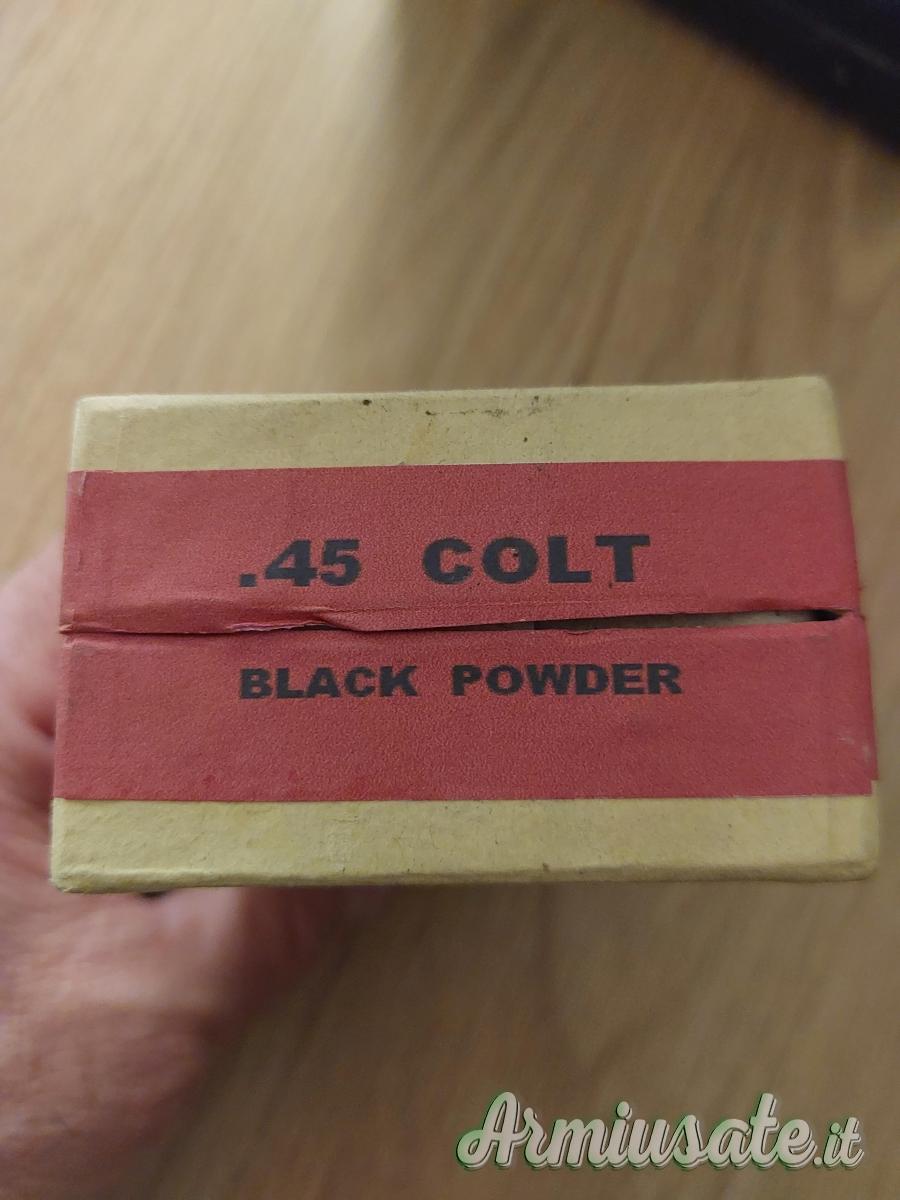 .45 COLT
BLACK POWDER
Armiusate.it